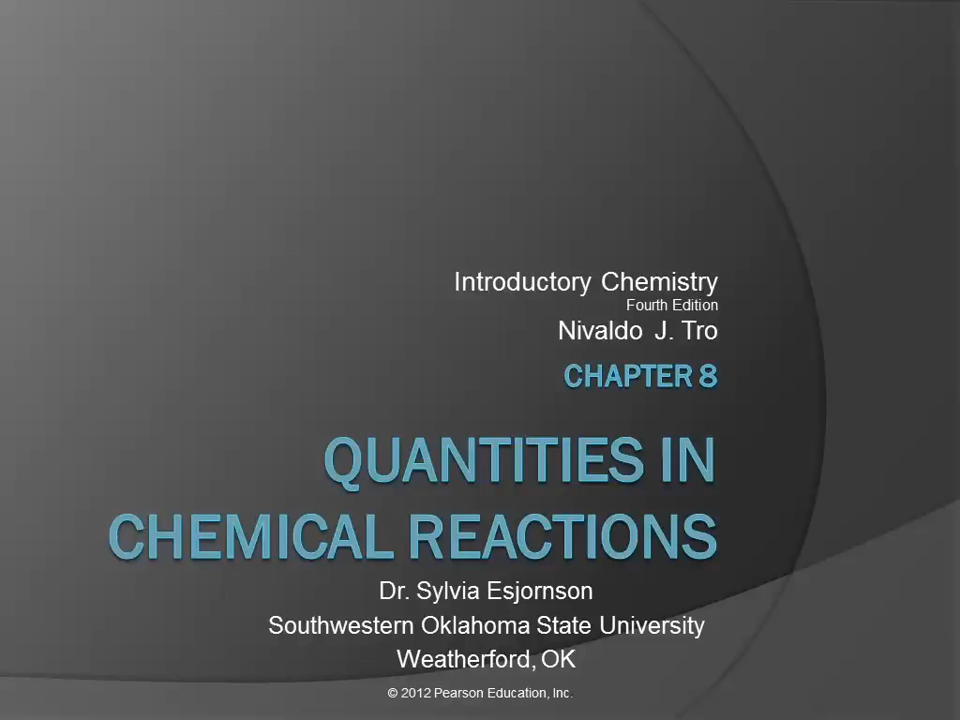 Introductory Chemistry
Fourth Edition
Nivaldo J. Tro
CHAPTER 8
QUANTITIES IN
CHEMICAL REACTIONS
Dr. Sylvia Esjornson
Southwestern Oklahoma State University
Weatherford, OK
© 2012 Pearson Education, Inc.